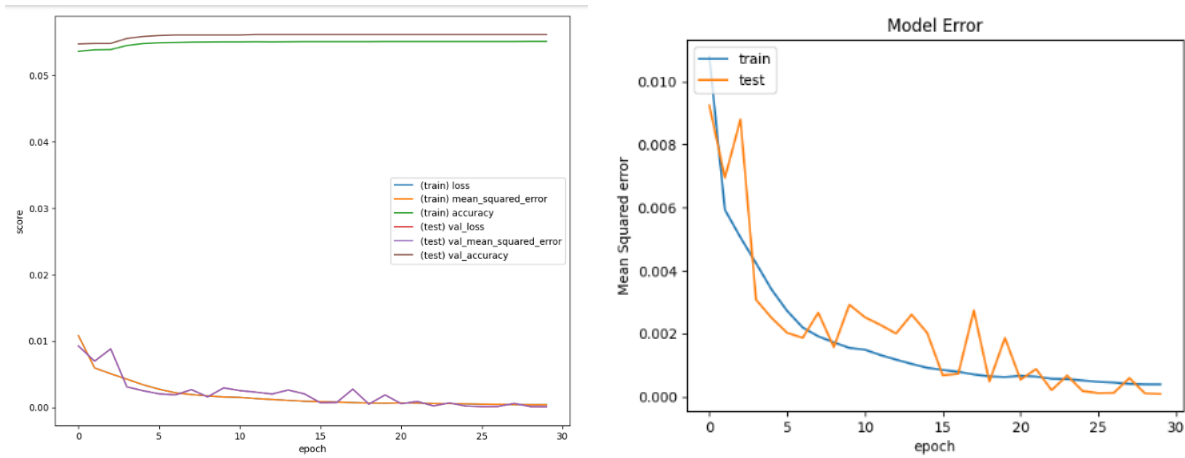 0.05
0.04
0.03
0.02
0.01
0.00
score
0
5
10
15
20
25
30
epoch
(train) loss
(train) mean_squared_error
(train) accuracy
(test) val_loss
(test) val_mean_squared_error
(test) val_accuracy
Model Error
0.010
0.008
0.006
0.004
0.002
0.000
Mean Squared error
train
test
0
5
10
15
20
25
30
epoch